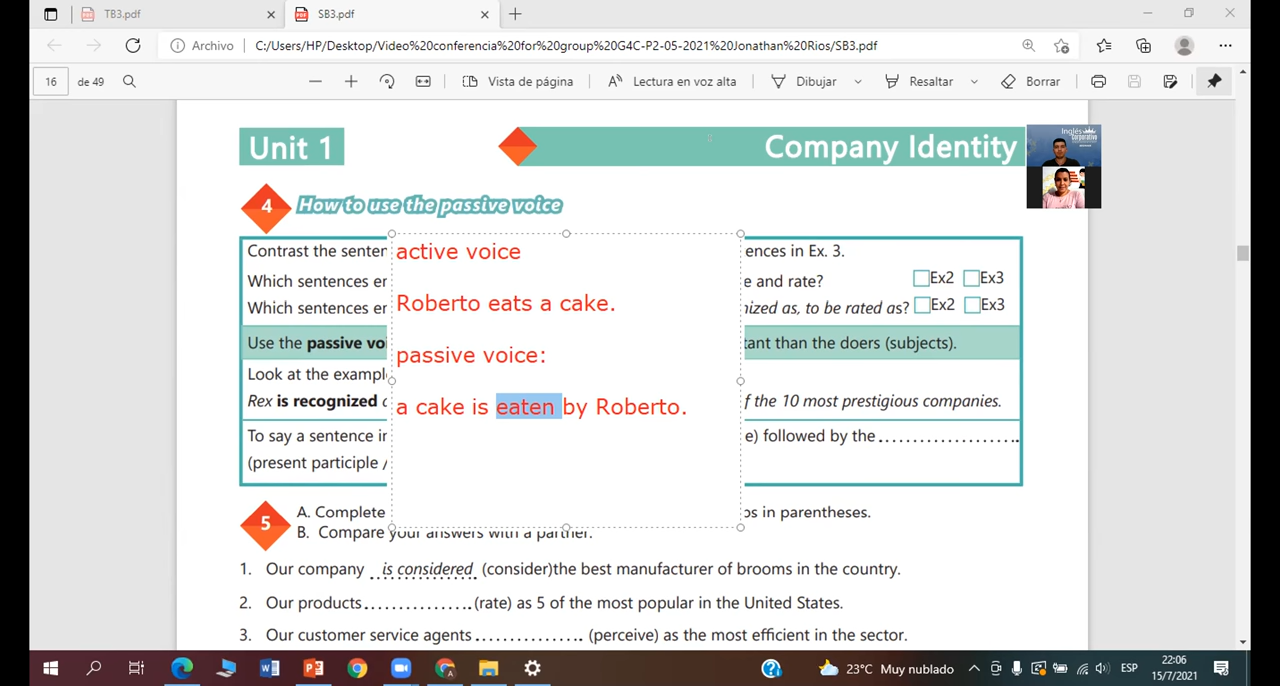 TB3.pdf
SB3.pdf
Archivo
C:/Users/HP/Desktop/Video%20conferencia%20for%20group%20G4C-P2-05-2021%20Jonathan%20Rios/SB3.pdf
16 de 49
Vista de página
Lectura en voz alta
Dibujar
Resaltar
Borrar
Unit 1
Company Identity
Inglés
Corporativo
4 How to use the passive voice
Contrast the senten ences in Ex. 3.
Which sentences e e and rate? Ex2 Ex3
Which sentences e nized as, to be rated as? Ex2 Ex3
Use the passive vo tant than the doers (subjects).
Look at the exampl
Rex is recognized f the 10 most prestigious companies.
To say a sentence i e) followed by the ....................
(present participle /
active voice
Roberto eats a cake.
passive voice:
a cake is eaten by Roberto.
5 A. Complete os in parentheses.
B. Compare your answers with a partner.
1. Our company is considered (consider)the best manufacturer of brooms in the country.
2. Our products............... (rate) as 5 of the most popular in the United States.
3. Our customer service agents ............... (perceive) as the most efficient in the sector.
23°C Muy nublado
ESP
22:06
15/7/2021